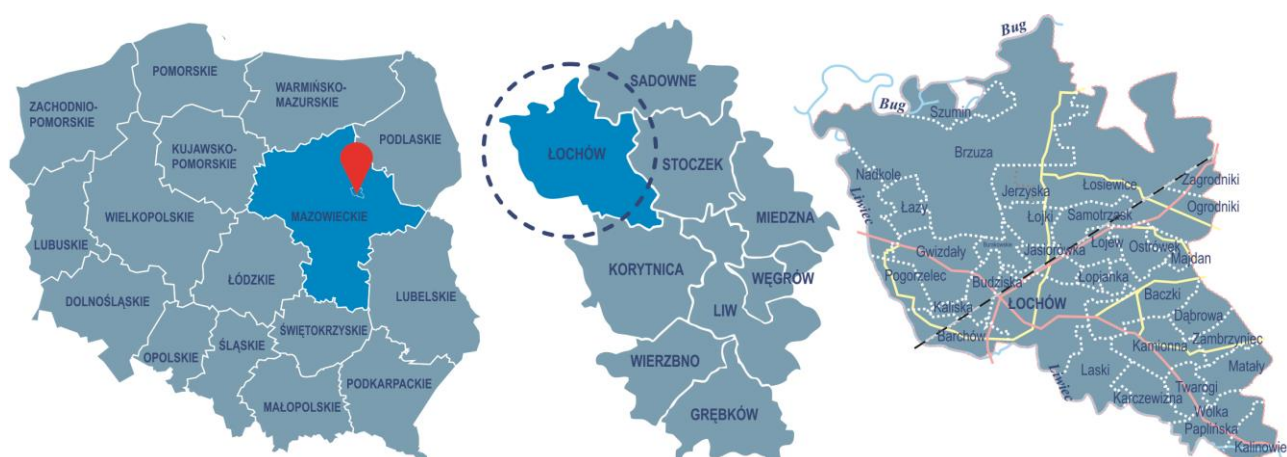 POMORSKIE
WARMIŃSKO-
MAZURSKIE
ZACHODNIO-
POMORSKIE
PODLASKIE
KUJAWSKO-
POMORSKIE
WIELKOPOLSKIE
MAZOWIECKIE
LUBUSKIE
ŁÓDZKIE
DOLNOŚLĄSKIE
LUBELSKIE
ŚWIĘTOKRZYSKIE
OPOLSKIE
ŚLĄSKIE
PODKARPACKIE
MAŁOPOLSKIE
SADOWNE
ŁOCHÓW
STOCZEK
MIEDZNA
KORYTNICA
WĘGRÓW
LIW
WIERZBNO
GRĘBKÓW
Bug
Bug
Szumin
Brzuza
Nadkole
Liwiec
Łazy
Jerzyska
Łosiewice
Zagrodniki
Ogrodniki
Łojki
Samotrzask
Gwizdały
Jasiorówka
Łojew
Ostrówek
Majdan
Pogorzelec
Budziska
Łopianka
Kaliska
ŁOCHÓW
Baczki
Dąbrowa
Barchów
Kamionna
Zambrzyniec
Liwiec
Laski
Matały
Twarogi
Karczewizna
Wólka
Paplińska
Kalinowiec